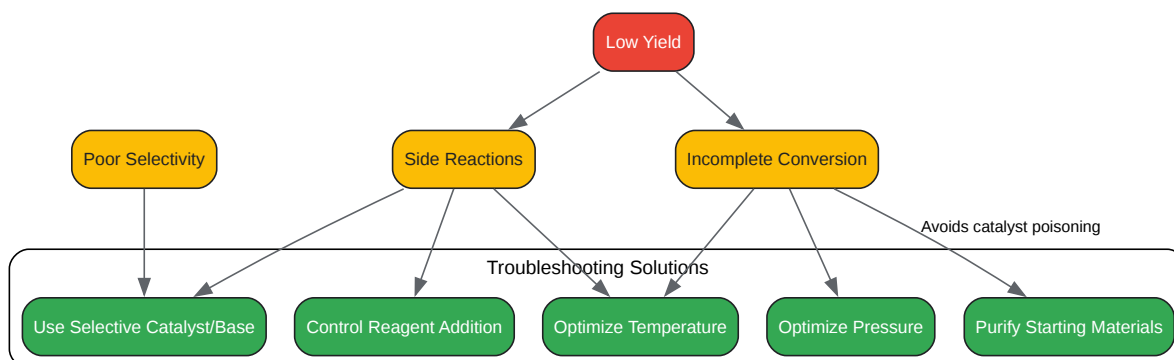 Low Yield
Poor Selectivity
Side Reactions
Incomplete Conversion
Avoids catalyst poisoning
Troubleshooting Solutions
Use Selective Catalyst/Base
Control Reagent Addition
Optimize Temperature
Optimize Pressure
Purify Starting Materials